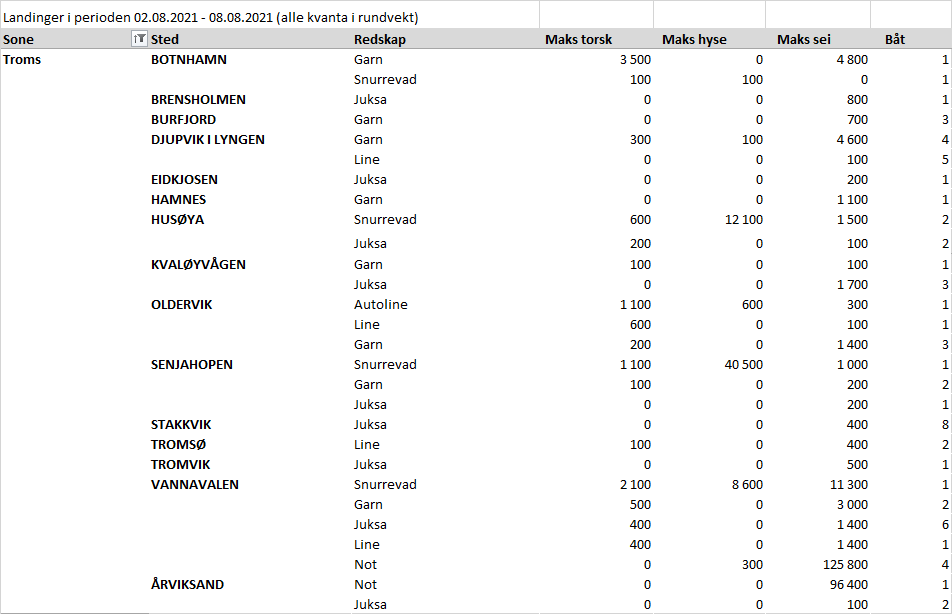 Landinger i perioden 02.08.2021 - 08.08.2021 (alle kvanta i rundvekt)
Sone Sted Redskap Maks torsk Maks hyse Maks sei Båt
Troms BOTNHAMN Garn 3 500 0 4 800 1
Snurrevad 100 100 0 1
BRENSHOLMEN Juksa 0 0 800 1
BURFJORD Garn 0 0 700 3
DJUPVIK I LYNGEN Garn 300 100 4 600 4
Line 0 0 100 5
EIDKJOSEN Juksa 0 0 200 1
HAMNES Garn 0 0 1 100 1
HUSØYA Snurrevad 600 12 100 1 500 2
Juksa 200 0 100 2
KVALØYVÅGEN Garn 100 0 100 1
Juksa 0 0 1 700 3
OLDERVIK Autoline 1 100 600 300 1
Line 600 0 100 1
Garn 200 0 1 400 3
SENJAHOPEN Snurrevad 1 100 40 500 1 000 1
Garn 100 0 200 2
Juksa 0 0 200 1
STAKKVIK Juksa 0 0 400 8
TROMSØ Line 100 0 400 2
TROMVIK Juksa 0 0 500 1
VANNAVALEN Snurrevad 2 100 8 600 11 300 1
Garn 500 0 3 000 2
Juksa 400 0 1 400 6
Line 400 0 1 400 1
Not 0 300 125 800 4
ÅRVIKSAND Not 0 0 96 400 1
Juksa 0 0 100 2